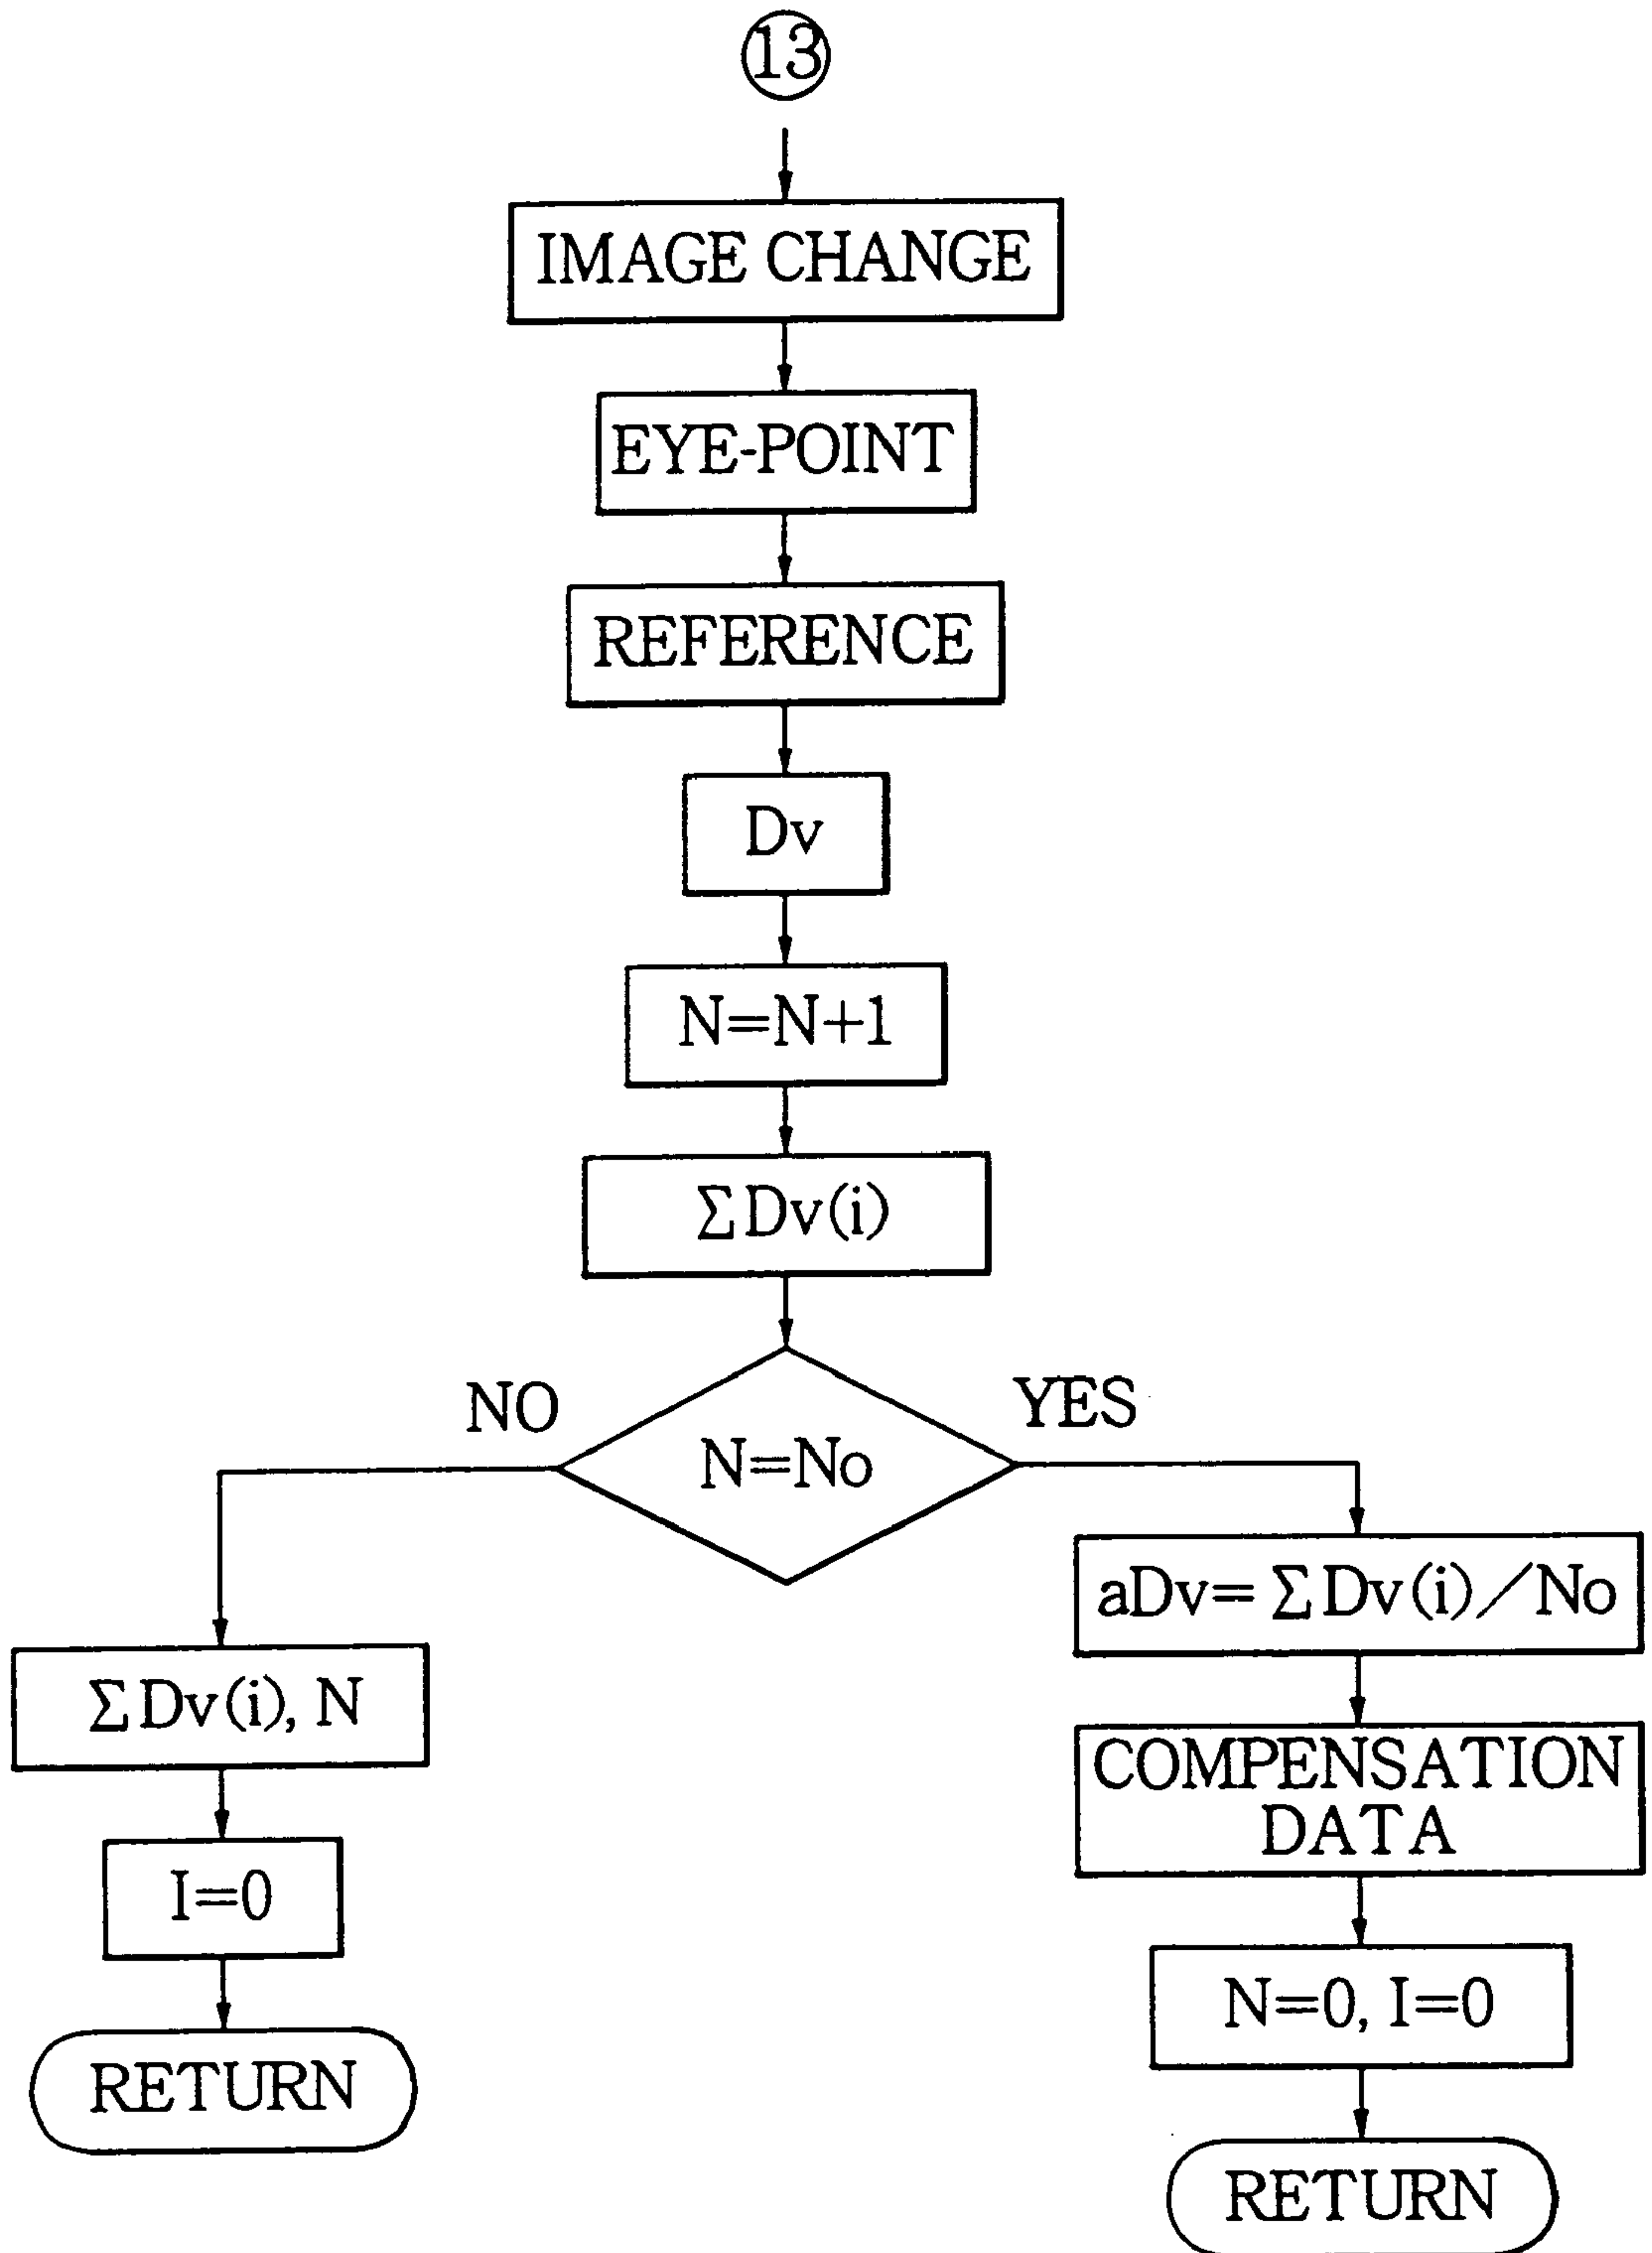 13
IMAGE CHANGE
EYE-POINT
REFERENCE
Dv
N=N+1
ΣDv(i)
N=No
NO
YES
ΣDv(i), N
I=0
RETURN
aDv=ΣDv(i)/No
COMPENSATION
DATA
N=0, I=0
RETURN